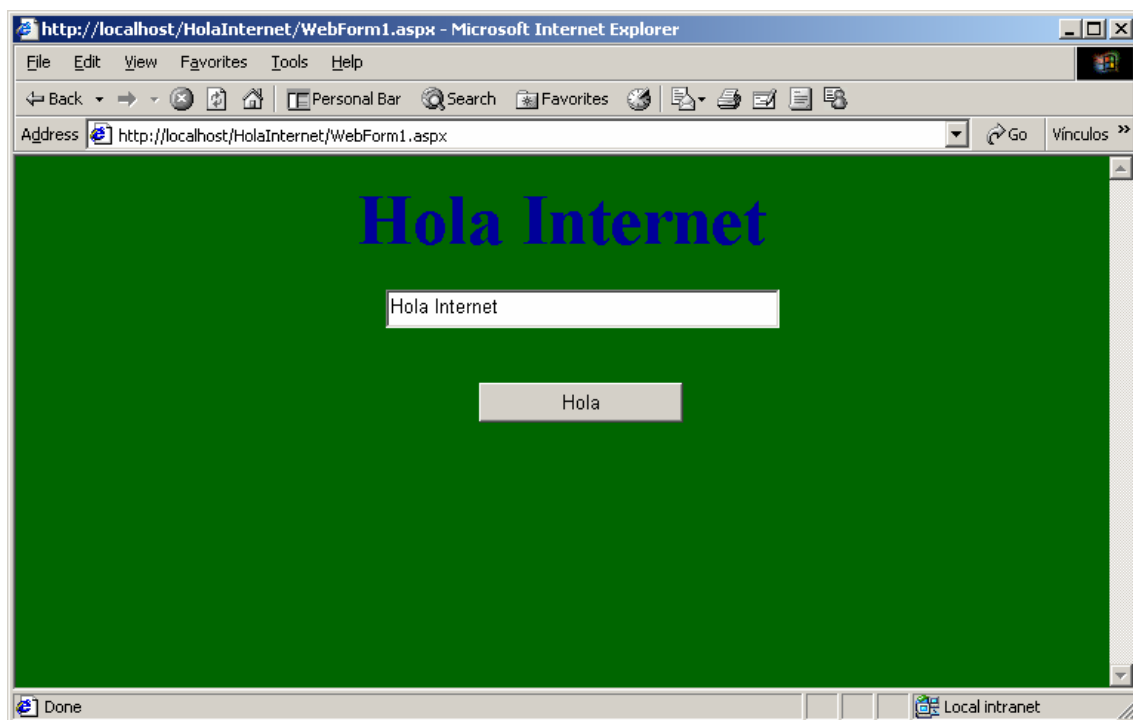 http://localhost/HolaInternet/WebForm1.aspx - Microsoft Internet Explorer
File Edit View Favorites Tools Help
Back Personal Bar Search Favorites
Address http://localhost/HolaInternet/WebForm1.aspx Go Vínculos »
Hola Internet
Hola Internet
Hola
Done Local intranet